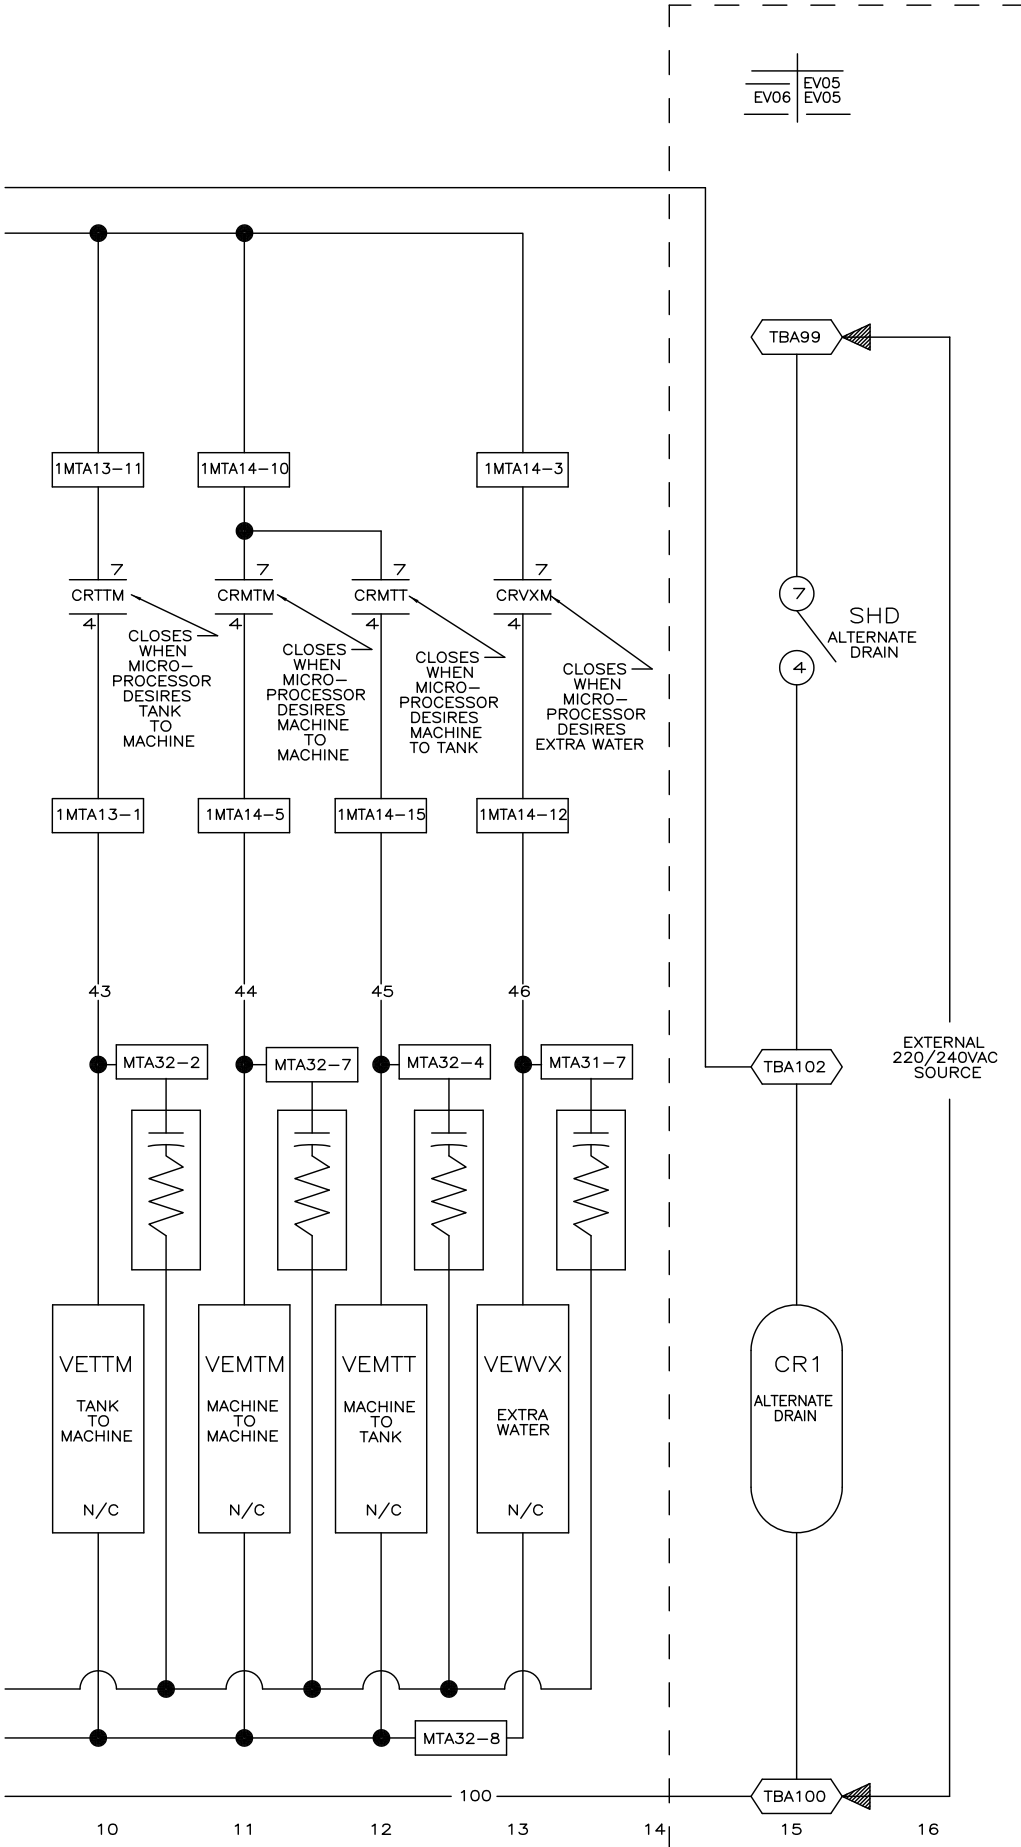 EV05
EV06 EV05
TBA99
1MTA13-11
1MTA14-10
1MTA14-3
7
CRTTM
4
CLOSES
WHEN
MICRO-
PROCESSOR
DESIRES
TANK
TO
MACHINE
7
CRMTM
4
CLOSES
WHEN
MICRO-
PROCESSOR
DESIRES
MACHINE
TO
MACHINE
7
CRMTT
4
CLOSES
WHEN
MICRO-
PROCESSOR
DESIRES
MACHINE
TO TANK
7
CRVXM
4
CLOSES
WHEN
MICRO-
PROCESSOR
DESIRES
EXTRA WATER
7
4
SHD
ALTERNATE
DRAIN
1MTA13-1
1MTA14-5
1MTA14-15
1MTA14-12
43
44
45
46
MTA32-2
MTA32-7
MTA32-4
MTA31-7
TBA102
EXTERNAL
220/240VAC
SOURCE
VETTM
TANK
TO
MACHINE
N/C
VEMTM
MACHINE
TO
MACHINE
N/C
VEMTT
MACHINE
TO
TANK
N/C
VEWVX
EXTRA
WATER
N/C
CR1
ALTERNATE
DRAIN
MTA32-8
100
TBA100
10
11
12
13
14
15
16